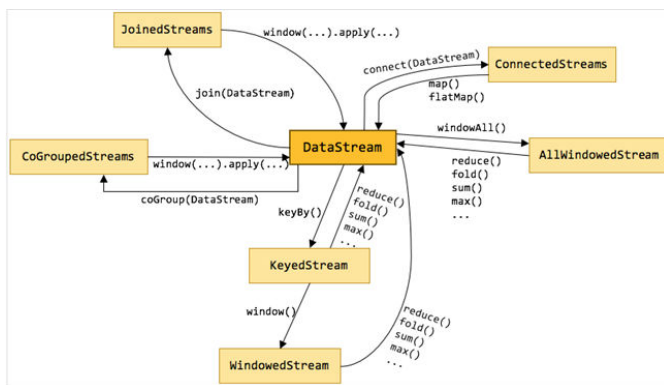 JoinedStreams
window(...).apply(...)
connect(DataStream)
ConnectedStreams
map()
flatMap()
join(DataStream)
windowAll()
DataStream
CoGroupedStreams
window(...).apply(...)
AllWindowedStream
reduce()
fold()
sum()
max()
...
coGroup(DataStream)
keyBy()
reduce()
fold()
sum()
max()
...
KeyedStream
window()
reduce()
fold()
sum()
max()
...
WindowedStream